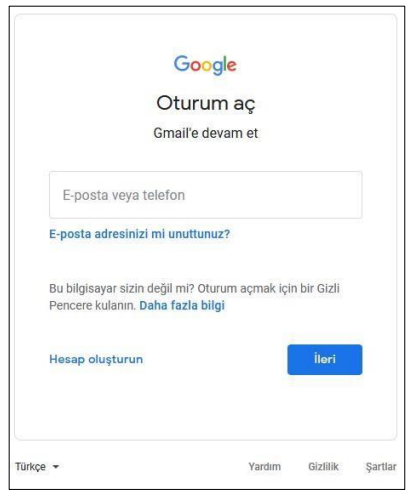 Google
Oturum aç
Gmail'e devam et
E-posta veya telefon
E-posta adresinizi mi unuttunuz?
Bu bilgisayar sizin değil mi? Oturum açmak için bir Gizli
Pencere kulanın. Daha fazla bilgi
Hesap oluşturun
İleri
Türkçe
Yardım Gizlilik Şartlar